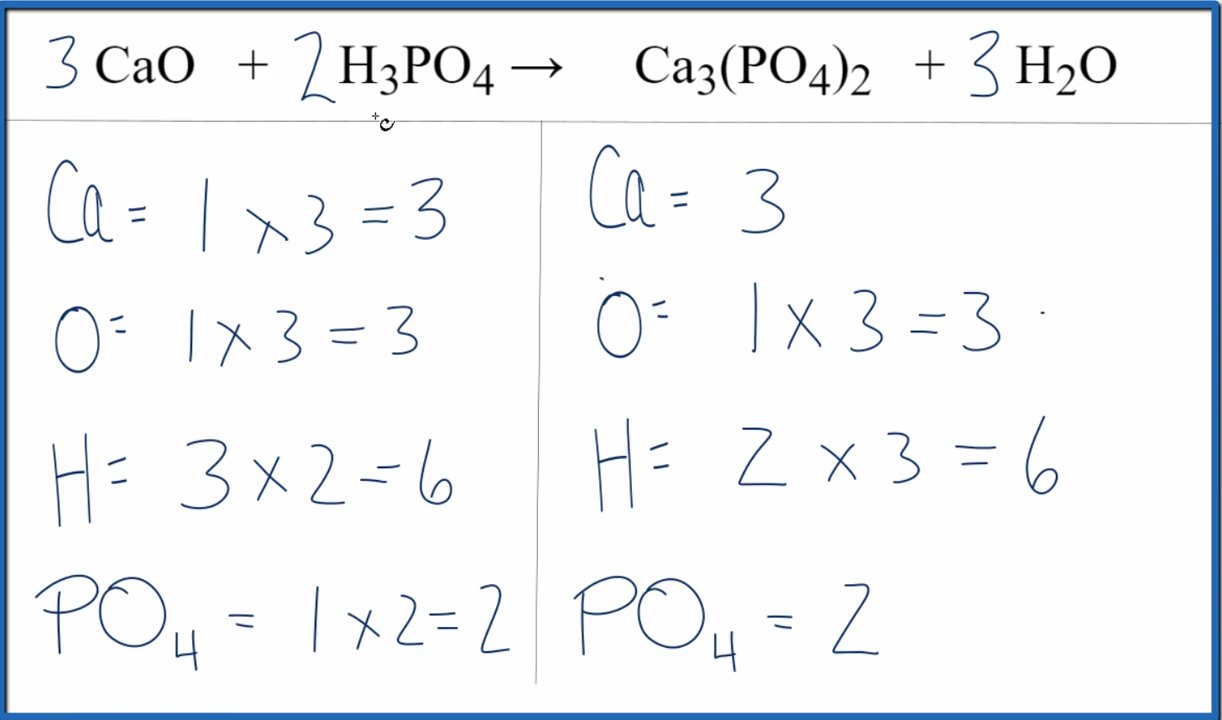 3 CaO + 2 H3PO4 → Ca3(PO4)2 + 3 H2O
Ca = 1 x 3 = 3
O = 1 x 3 = 3
H = 3 x 2 = 6
PO4 = 1 x 2 = 2
Ca = 3
O = 1 x 3 = 3
H = 2 x 3 = 6
PO4 = 2